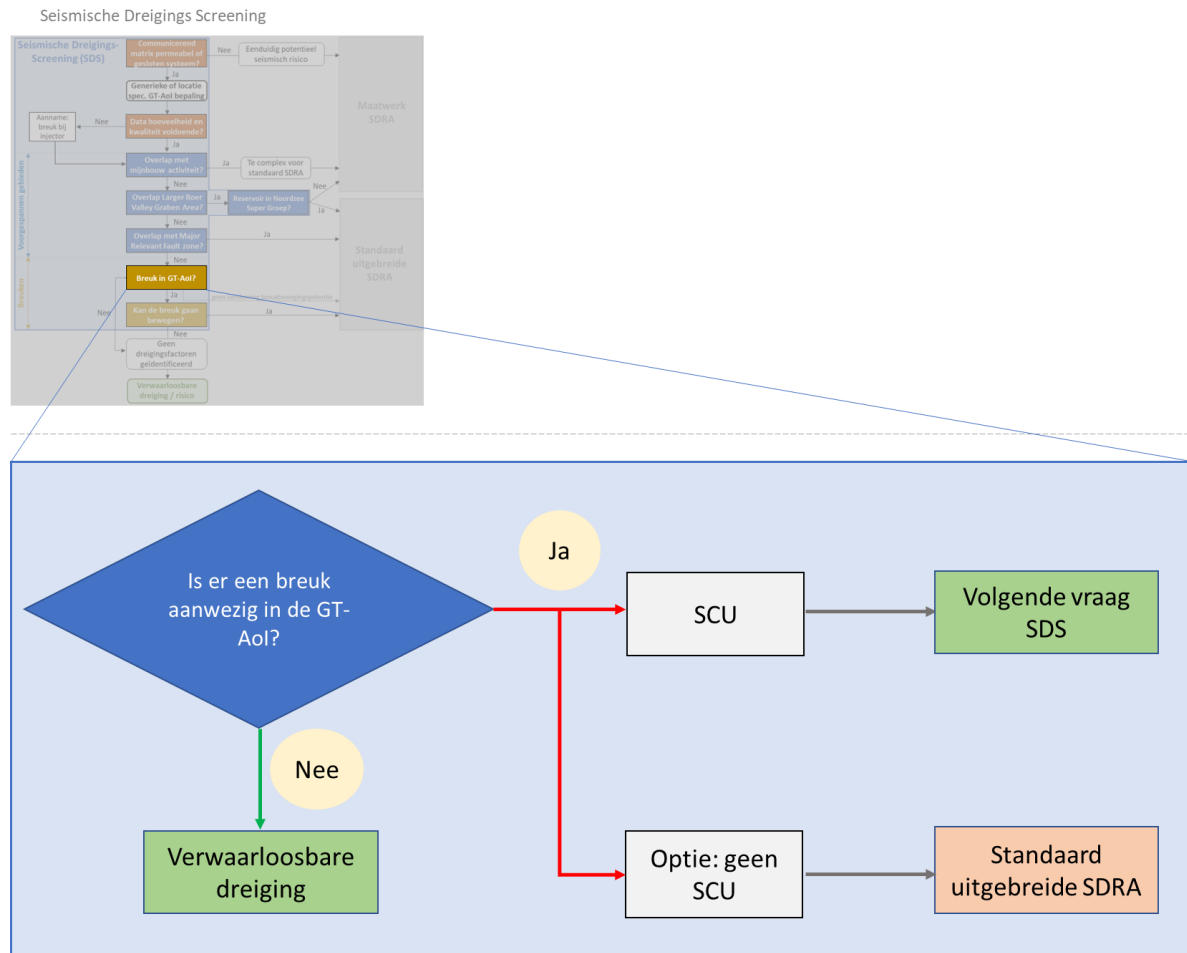 Seismische Dreigings Screening
Seismische Dreigings-
Screening (SDS)
Communicerend
matrix permeabel of
gesloten systeem?
Nee
Eenduidig potentieel
seismisch risico
Ja
Generieke of locatie
spec. GT-AoI bepaling
Maatwerk
SDRA
Aanname:
breuk bij
injector
Nee
Data hoeveelheid en
kwaliteit voldoende?
Ja
Overlap met
mijnbouw activiteit?
Ja
Te complex voor
standaard SDRA
Nee
Nee
Voorgespannen gebieden
Overlap Larger Roer
Valley Graben Area?
Ja
Reservoir in Noordzee
Super Groep?
Ja
Nee
Overlap met Major
Relevant Fault zone?
Ja
Standaard
uitgebreide
SDRA
Nee
Breuken
Breuk in GT-AoI?
Ja
Nee
Kan de breuk gaan
bewegen?
Ja
Nee
Geen
dreigingsfactoren
geïdentificeerd
Verwaarloosbare
dreiging / risico
Is er een breuk
aanwezig in de GT-
AoI?
Ja
SCU
Volgende vraag
SDS
Nee
Verwaarloosbare
dreiging
Optie: geen
SCU
Standaard
uitgebreide SDRA